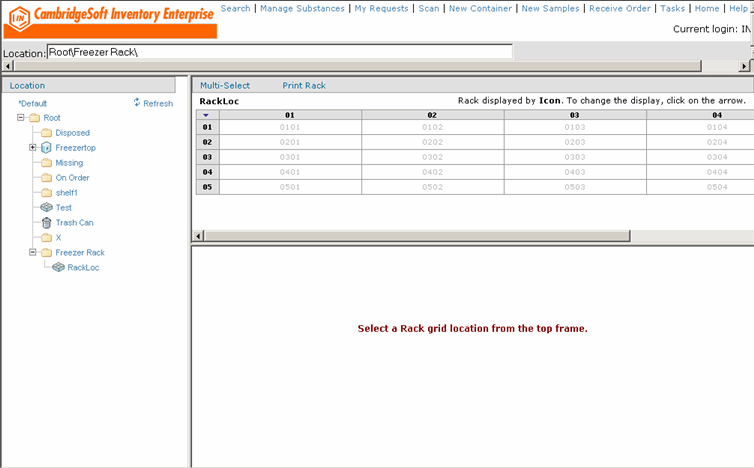 CambridgeSoft Inventory Enterprise
Search | Manage Substances | My Requests | Scan | New Container | New Samples | Receive Order | Tasks | Home | Help
Current login: IN
Location: Root\Freezer Rack\
Location
Multi-Select Print Rack
*Default Refresh
RackLoc Rack displayed by Icon. To change the display, click on the arrow.
01 02 03 04
01 0101 0102 0103 0104
02 0201 0202 0203 0204
03 0301 0302 0303 0304
04 0401 0402 0403 0404
05 0501 0502 0503 0504
Root
Disposed
Freezertop
Missing
On Order
shelf1
Test
Trash Can
X
Freezer Rack
RackLoc
Select a Rack grid location from the top frame.